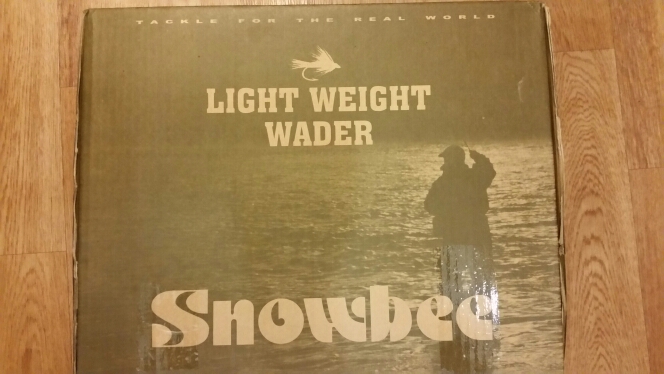 TACKLE FOR THE REAL WORLD
LIGHT WEIGHT
WADER
Snowbee